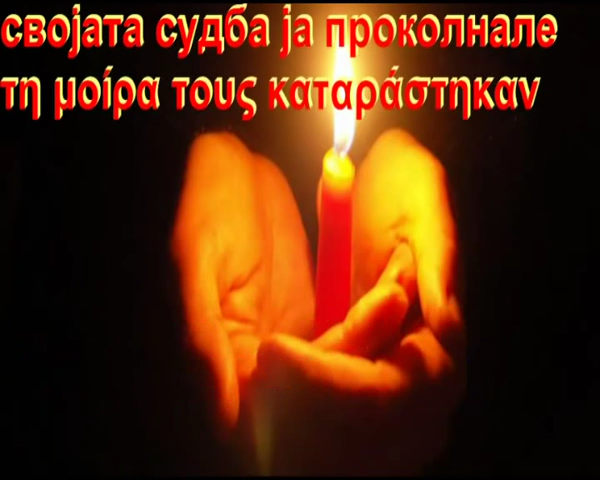 својата судба ја проколнале
τη μοίρα τους καταράστηκαν